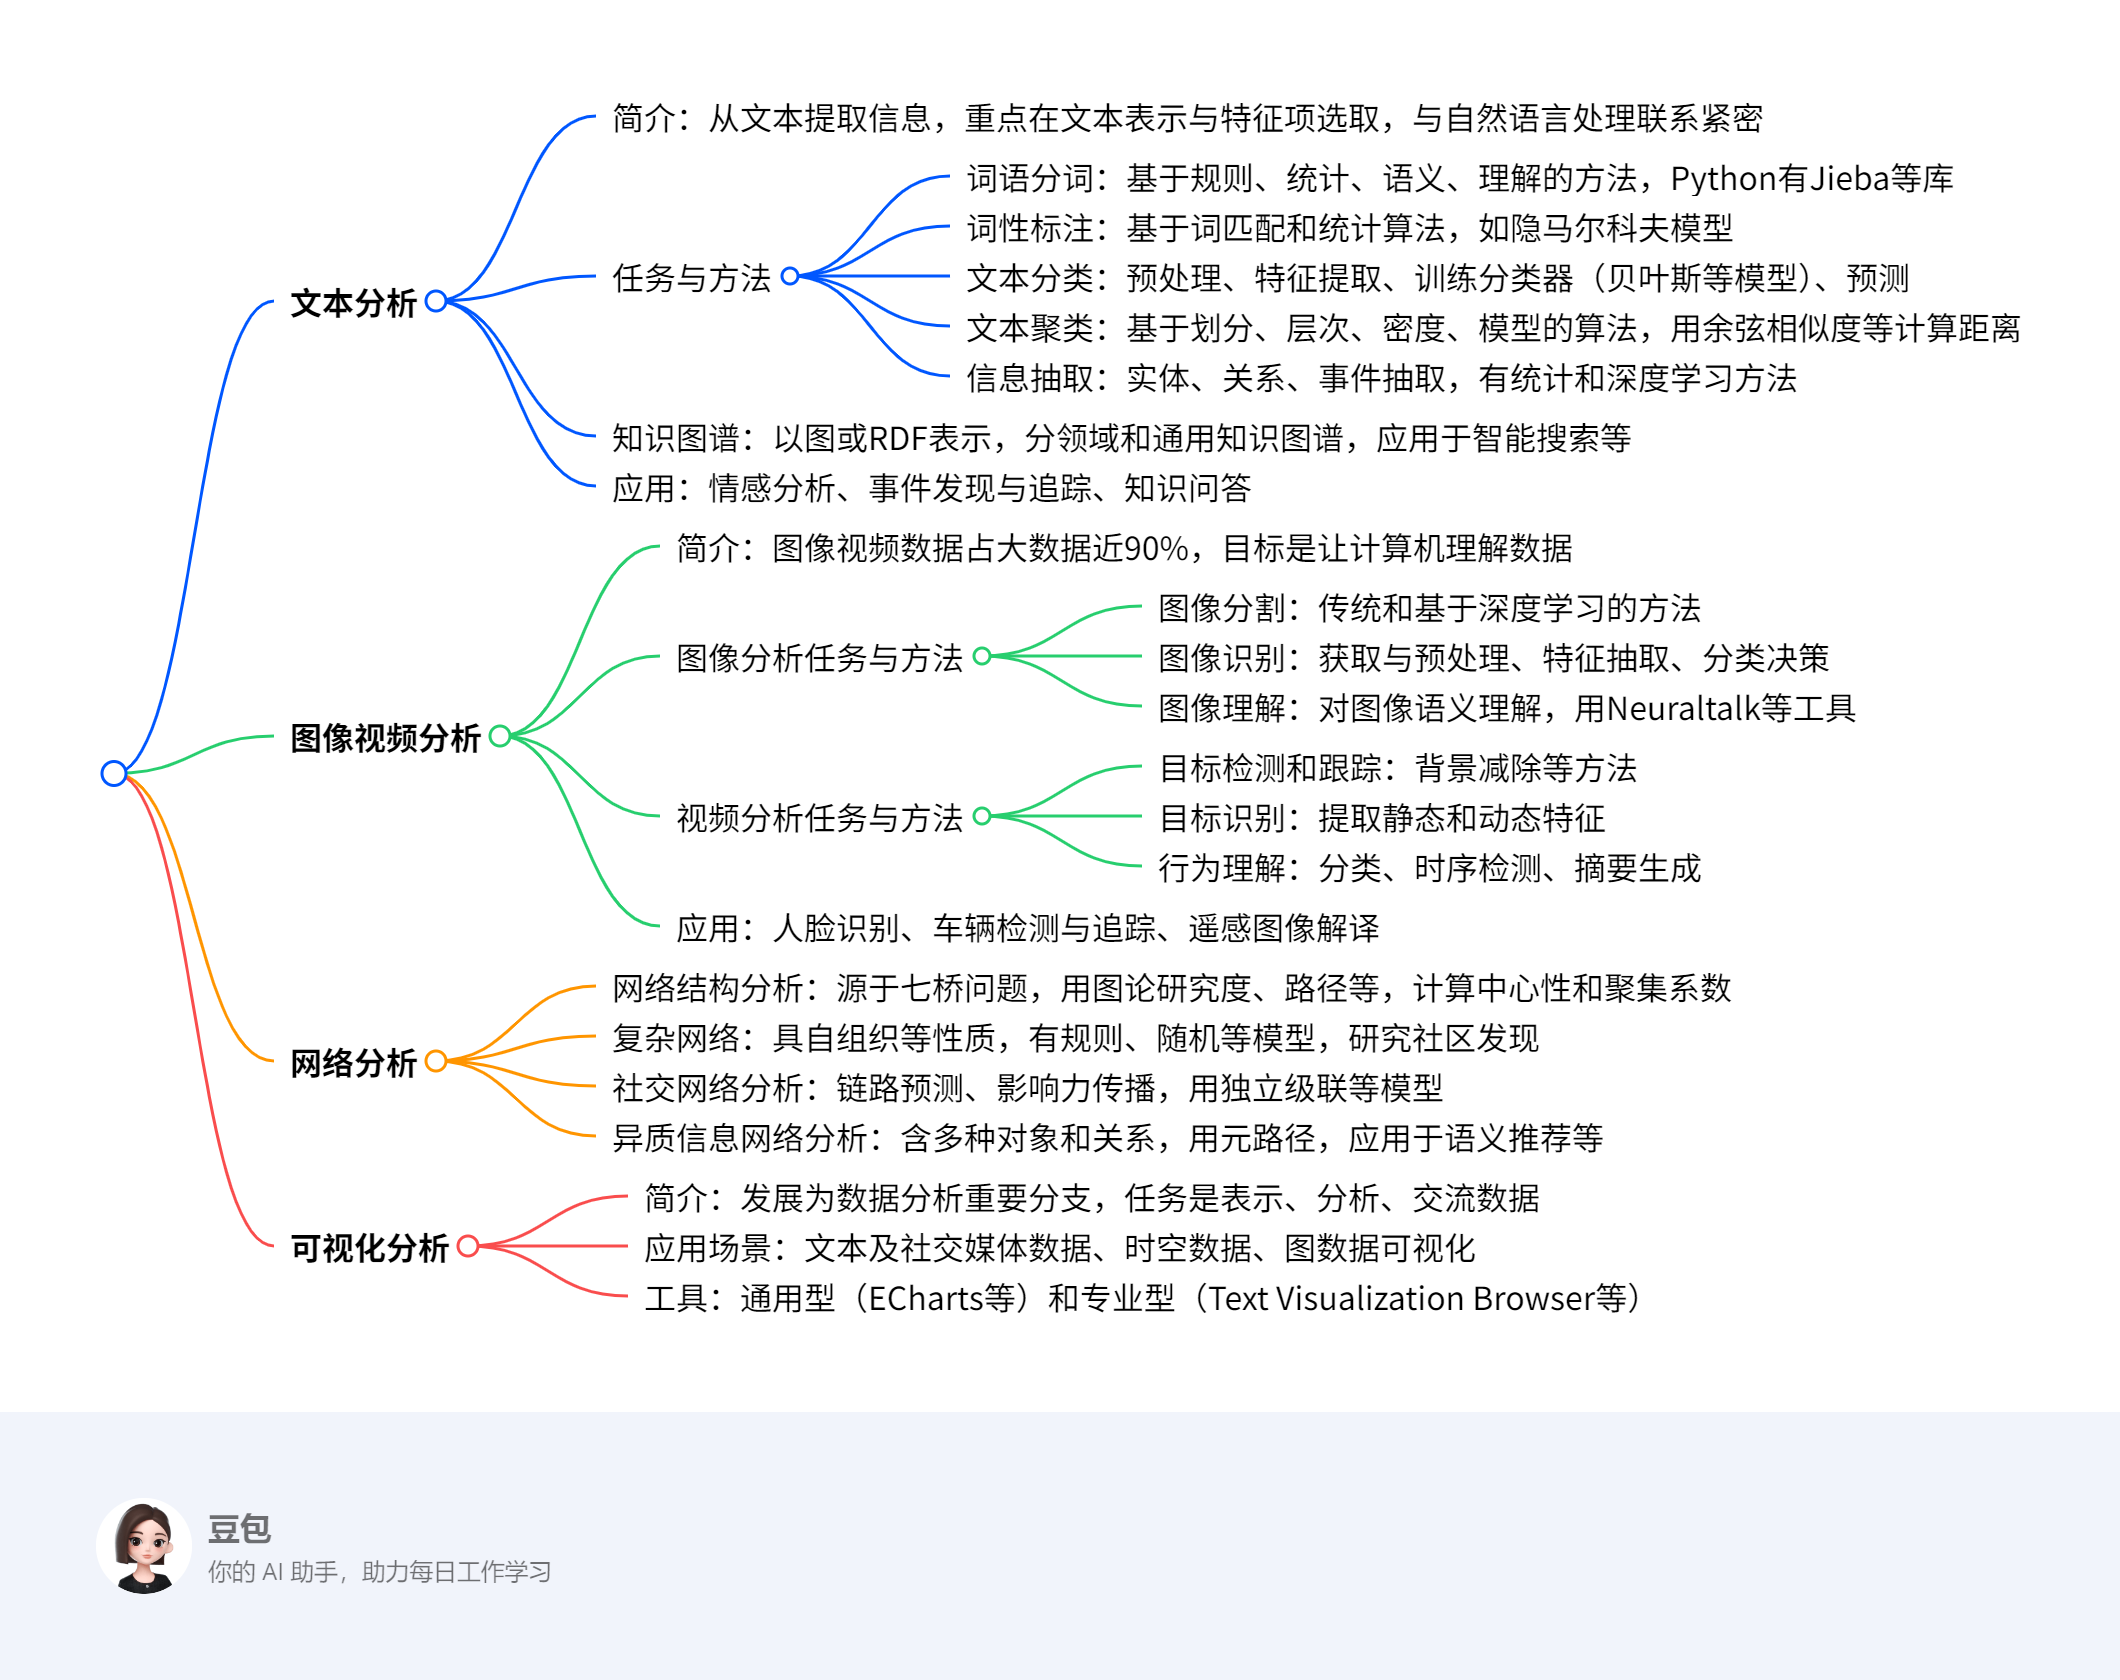 文本分析
简介：从文本提取信息，重点在文本表示与特征项选取，与自然语言处理联系紧密
任务与方法
词语分词：基于规则、统计、语义、理解的方法，Python有Jieba等库
词性标注：基于词匹配和统计算法，如隐马尔科夫模型
文本分类：预处理、特征提取、训练分类器（贝叶斯等模型）、预测
文本聚类：基于划分、层次、密度、模型的算法，用余弦相似度等计算距离
信息抽取：实体、关系、事件抽取，有统计和深度学习方法
知识图谱：以图或RDF表示，分领域和通用知识图谱，应用于智能搜索等
应用：情感分析、事件发现与追踪、知识问答
图像视频分析
简介：图像视频数据占大数据近90%，目标是让计算机理解数据
图像分析任务与方法
图像分割：传统和基于深度学习的方法
图像识别：获取与预处理、特征抽取、分类决策
图像理解：对图像语义理解，用Neuraltalk等工具
视频分析任务与方法
目标检测和跟踪：背景减除等方法
目标识别：提取静态和动态特征
行为理解：分类、时序检测、摘要生成
应用：人脸识别、车辆检测与追踪、遥感图像解译
网络分析
网络结构分析：源于七桥问题，用图论研究度、路径等，计算中心性和聚集系数
复杂网络：具自组织等性质，有规则、随机等模型，研究社区发现
社交网络分析：链路预测、影响力传播，用独立级联等模型
异质信息网络分析：含多种对象和关系，用元路径，应用于语义推荐等
可视化分析
简介：发展为数据分析重要分支，任务是表示、分析、交流数据
应用场景：文本及社交媒体数据、时空数据、图数据可视化
工具：通用型（ECharts等）和专业型（Text Visualization Browser等）
豆包
你的 AI 助手，助力每日工作学习